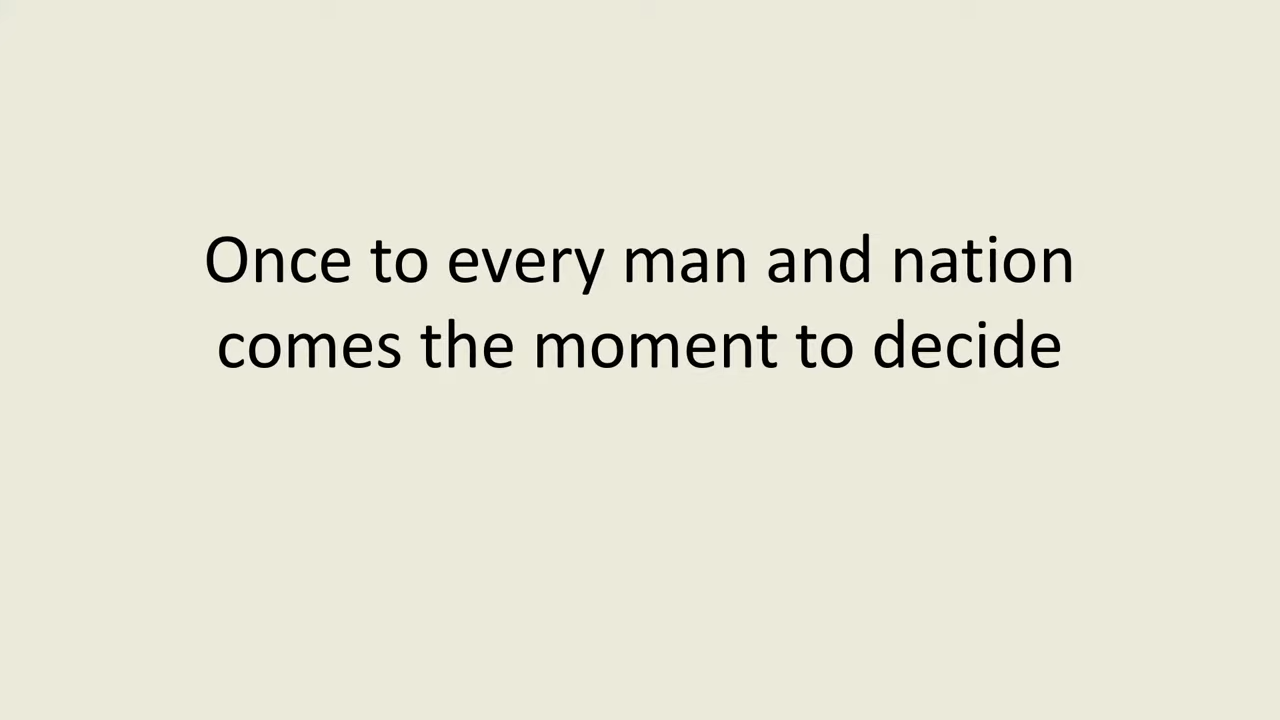 Once to every man and nation
comes the moment to decide